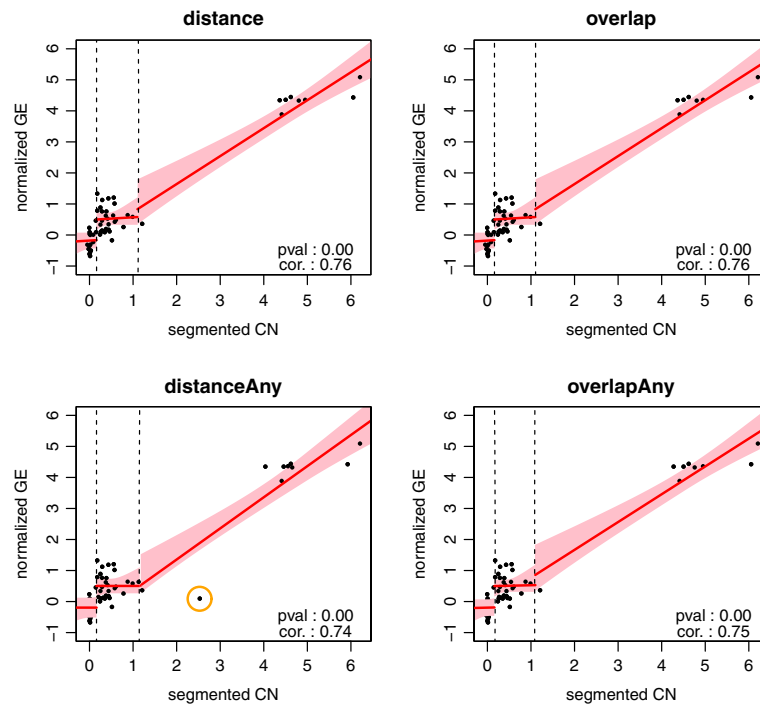 distance
normalized GE
6
5
4
3
2
1
0
−1
pval : 0.00
cor. : 0.76
0 1 2 3 4 5 6
segmented CN
overlap
normalized GE
6
5
4
3
2
1
0
−1
pval : 0.00
cor. : 0.76
0 1 2 3 4 5 6
segmented CN
distanceAny
normalized GE
6
5
4
3
2
1
0
−1
pval : 0.00
cor. : 0.74
0 1 2 3 4 5 6
segmented CN
overlapAny
normalized GE
6
5
4
3
2
1
0
−1
pval : 0.00
cor. : 0.75
0 1 2 3 4 5 6
segmented CN